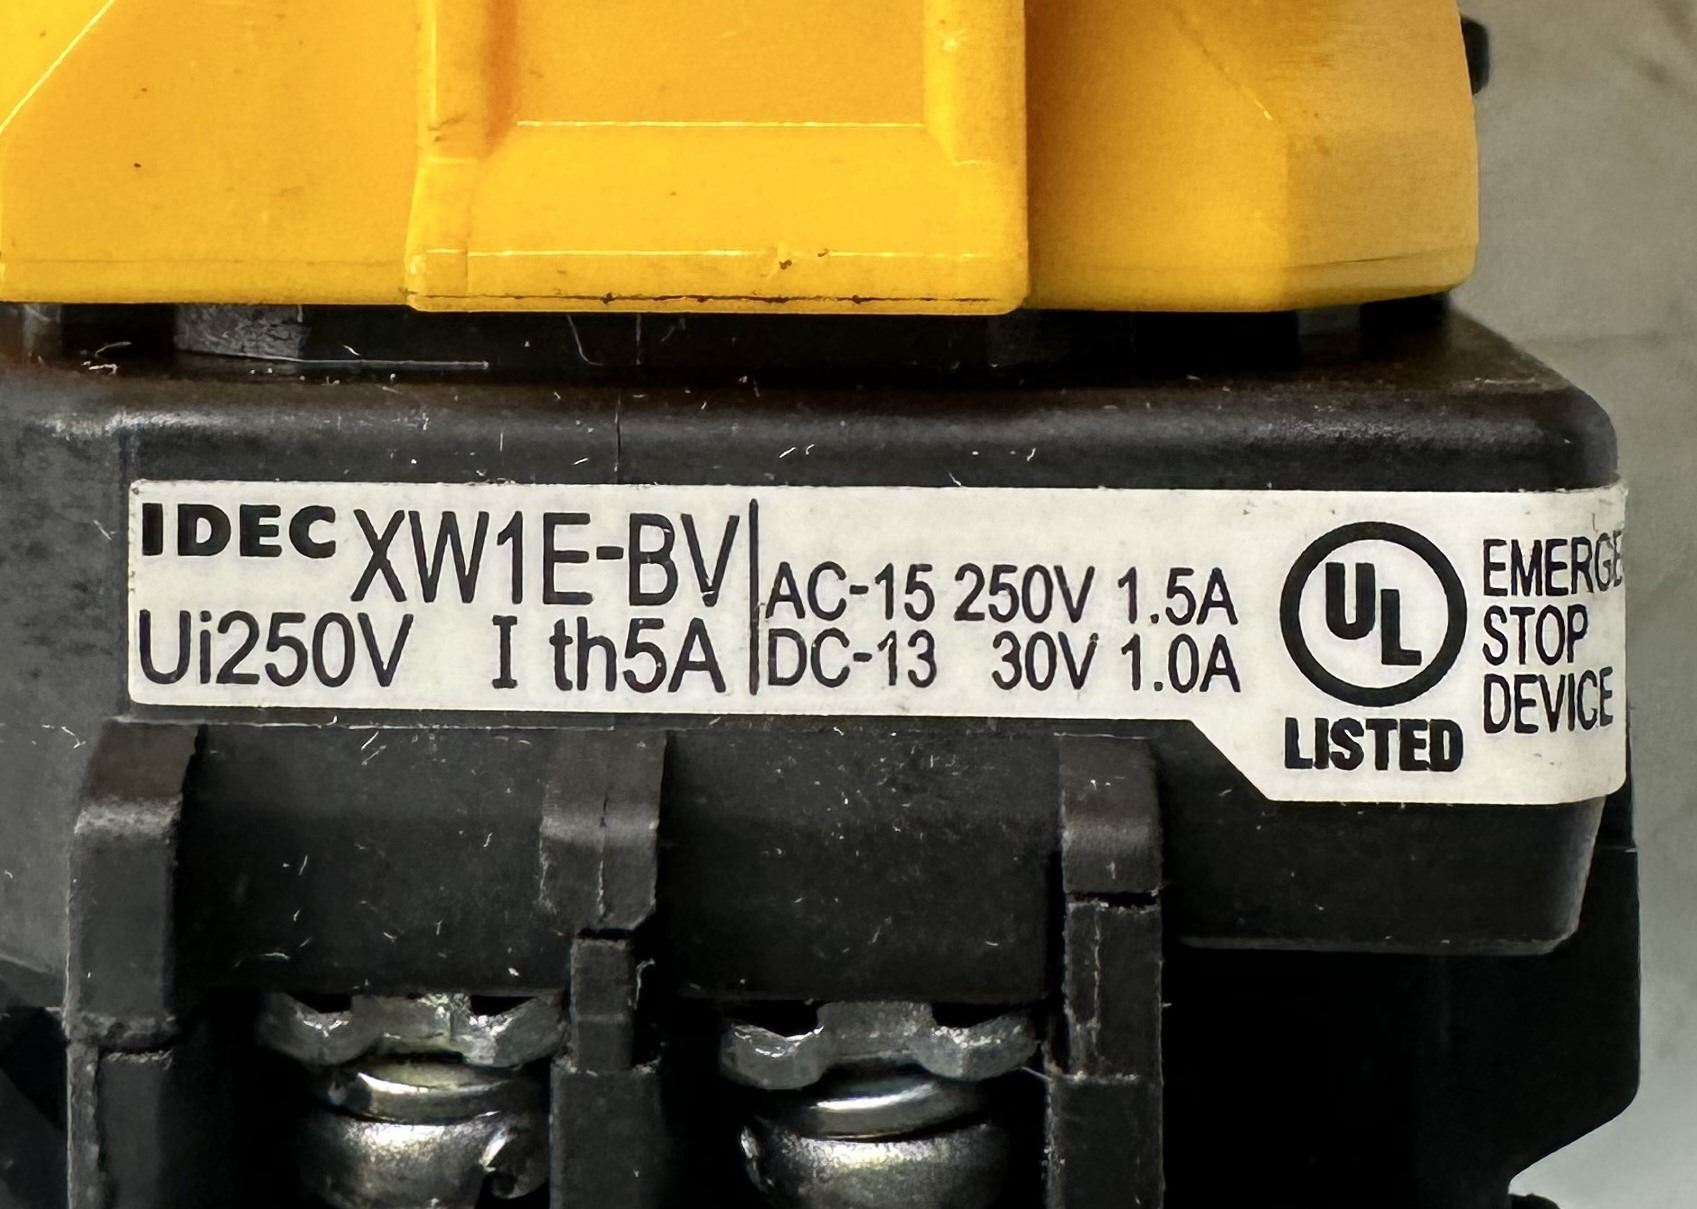 IDEC XW1E-BV
Ui250V I th5A
AC-15 250V 1.5A
DC-13 30V 1.0A
UL
LISTED
EMERGE
STOP
DEVICE